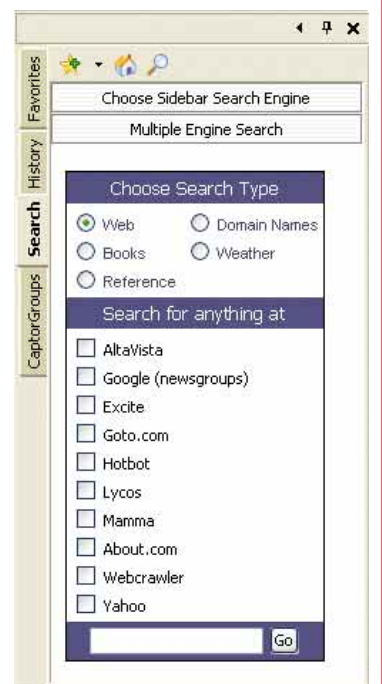 Favorites
History
Search
CaptorGroups
Choose Sidebar Search Engine
Multiple Engine Search
Choose Search Type
Web Domain Names
Books Weather
Reference
Search for anything at
AltaVista
Google (newsgroups)
Excite
Goto.com
Hotbot
Lycos
Mamma
About.com
Webcrawler
Yahoo
Go